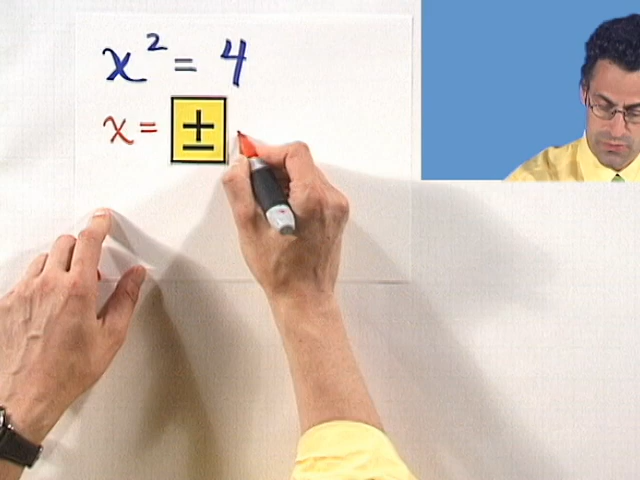 x² = 4
x = ±